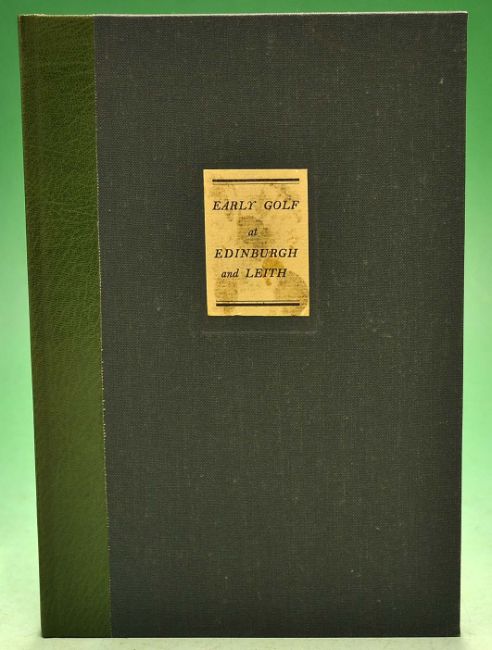 EARLY GOLF
at
EDINBURGH
and LEITH